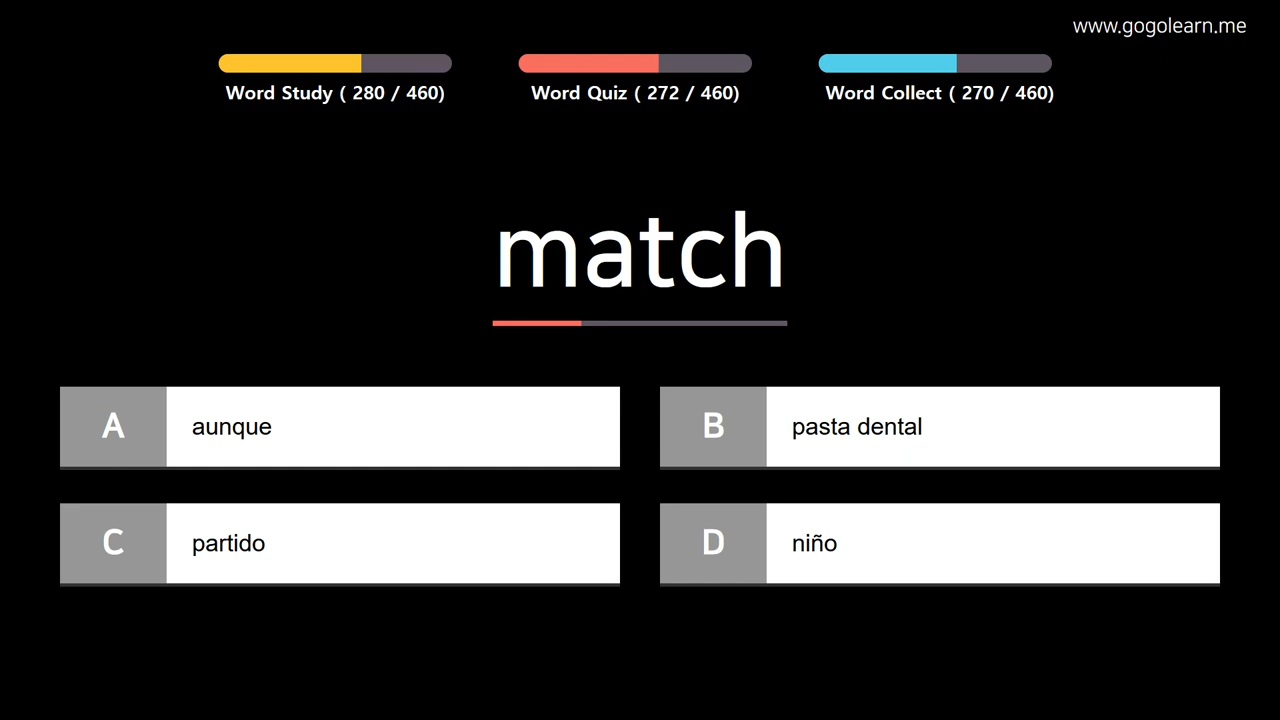 www.gogolearn.me
Word Study ( 280 / 460)
Word Quiz ( 272 / 460)
Word Collect ( 270 / 460)
match
A aunque
B pasta dental
C partido
D niño